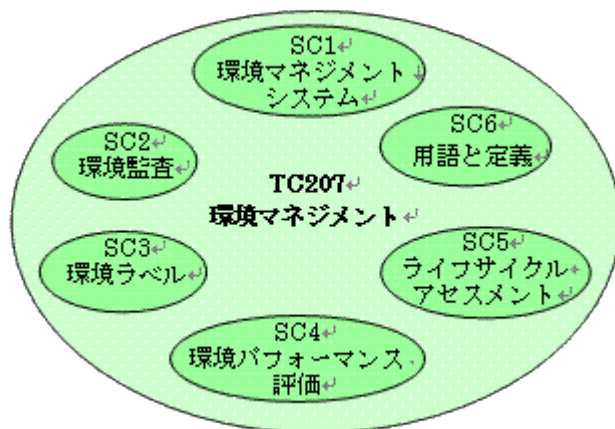 SC1
環境マネジメント
システム
SC2
環境監査
SC6
用語と定義
TC207
環境マネジメント
SC3
環境ラベル
SC5
ライフサイクル
アセスメント
SC4
環境パフォーマンス
評価